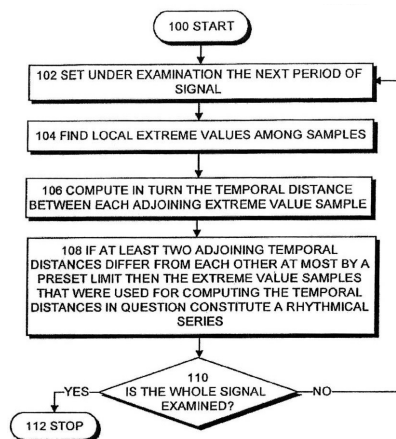 100 START
102 SET UNDER EXAMINATION THE NEXT PERIOD OF
SIGNAL
104 FIND LOCAL EXTREME VALUES AMONG SAMPLES
106 COMPUTE IN TURN THE TEMPORAL DISTANCE
BETWEEN EACH ADJOINING EXTREME VALUE SAMPLE
108 IF AT LEAST TWO ADJOINING TEMPORAL
DISTANCES DIFFER FROM EACH OTHER AT MOST BY A
PRESET LIMIT THEN THE EXTREME VALUE SAMPLES
THAT WERE USED FOR COMPUTING THE TEMPORAL
DISTANCES IN QUESTION CONSTITUTE A RHYTHMICAL
SERIES
110
YES IS THE WHOLE SIGNAL NO
EXAMINED?
112 STOP